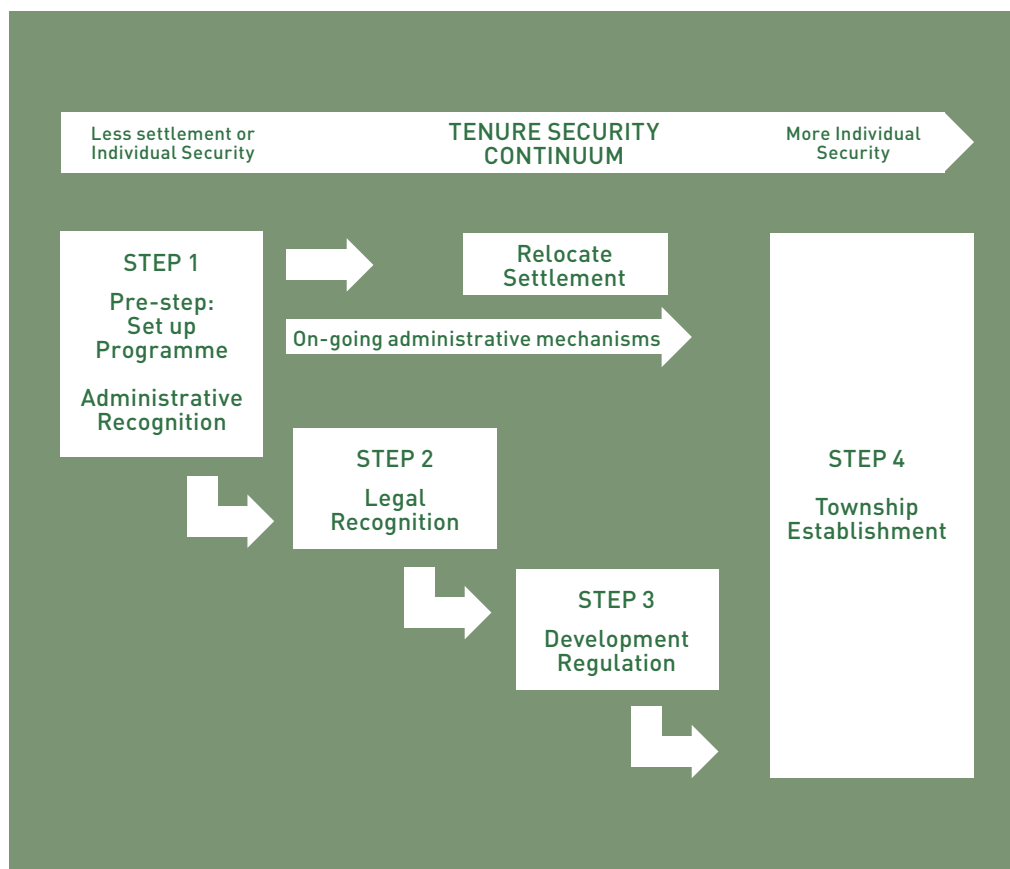 Less settlement or
Individual Security
TENURE SECURITY
CONTINUUM
More Individual
Security
STEP 1
Pre-step:
Set up
Programme
Administrative
Recognition
Relocate
Settlement
On-going administrative mechanisms
STEP 2
Legal
Recognition
STEP 3
Development
Regulation
STEP 4
Township
Establishment